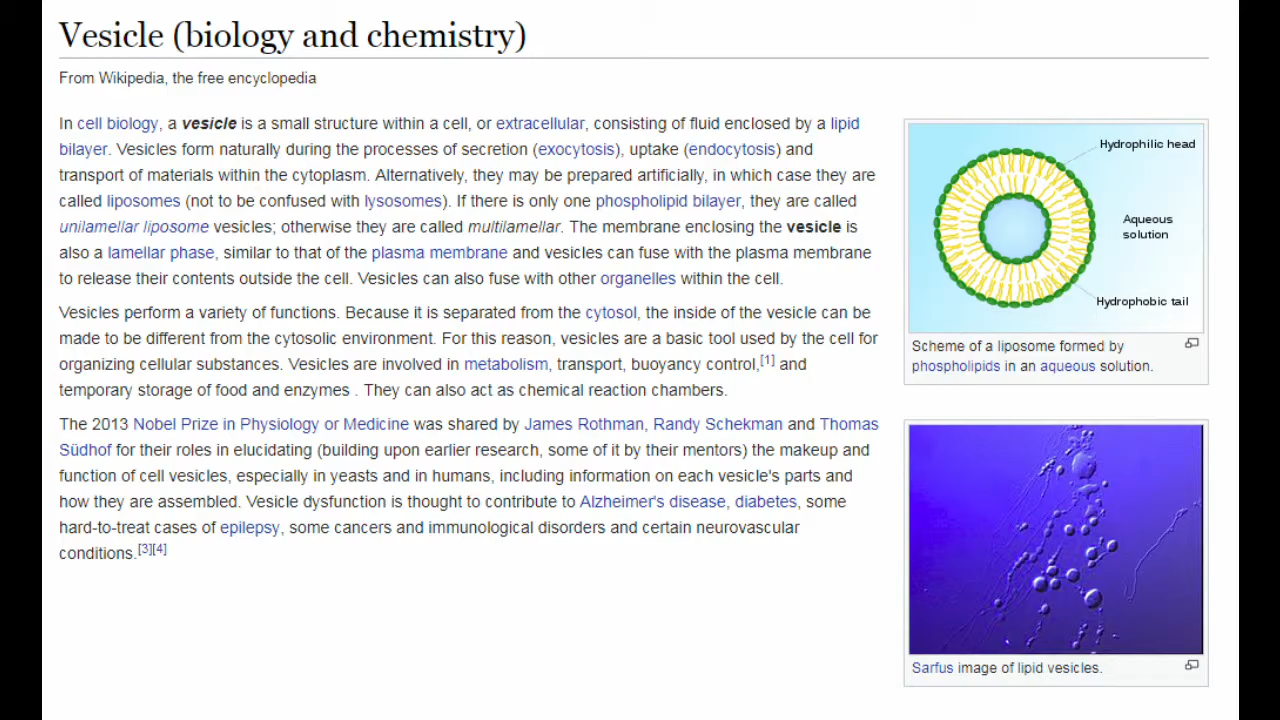 Vesicle (biology and chemistry)
From Wikipedia, the free encyclopedia
In cell biology, a vesicle is a small structure within a cell, or extracellular, consisting of fluid enclosed by a lipid
bilayer. Vesicles form naturally during the processes of secretion (exocytosis), uptake (endocytosis) and
transport of materials within the cytoplasm. Alternatively, they may be prepared artificially, in which case they are
called liposomes (not to be confused with lysosomes). If there is only one phospholipid bilayer, they are called
unilamellar liposome vesicles; otherwise they are called multilamellar. The membrane enclosing the vesicle is
also a lamellar phase, similar to that of the plasma membrane and vesicles can fuse with the plasma membrane
to release their contents outside the cell. Vesicles can also fuse with other organelles within the cell.
Vesicles perform a variety of functions. Because it is separated from the cytosol, the inside of the vesicle can be
made to be different from the cytosolic environment. For this reason, vesicles are a basic tool used by the cell for
organizing cellular substances. Vesicles are involved in metabolism, transport, buoyancy control,[1] and
temporary storage of food and enzymes . They can also act as chemical reaction chambers.
The 2013 Nobel Prize in Physiology or Medicine was shared by James Rothman, Randy Schekman and Thomas
Südhof for their roles in elucidating (building upon earlier research, some of it by their mentors) the makeup and
function of cell vesicles, especially in yeasts and in humans, including information on each vesicle's parts and
how they are assembled. Vesicle dysfunction is thought to contribute to Alzheimer's disease, diabetes, some
hard-to-treat cases of epilepsy, some cancers and immunological disorders and certain neurovascular
conditions.[3][4]
Hydrophilic head
Aqueous
solution
Hydrophobic tail
Scheme of a liposome formed by
phospholipids in an aqueous solution.
Sarfus image of lipid vesicles.